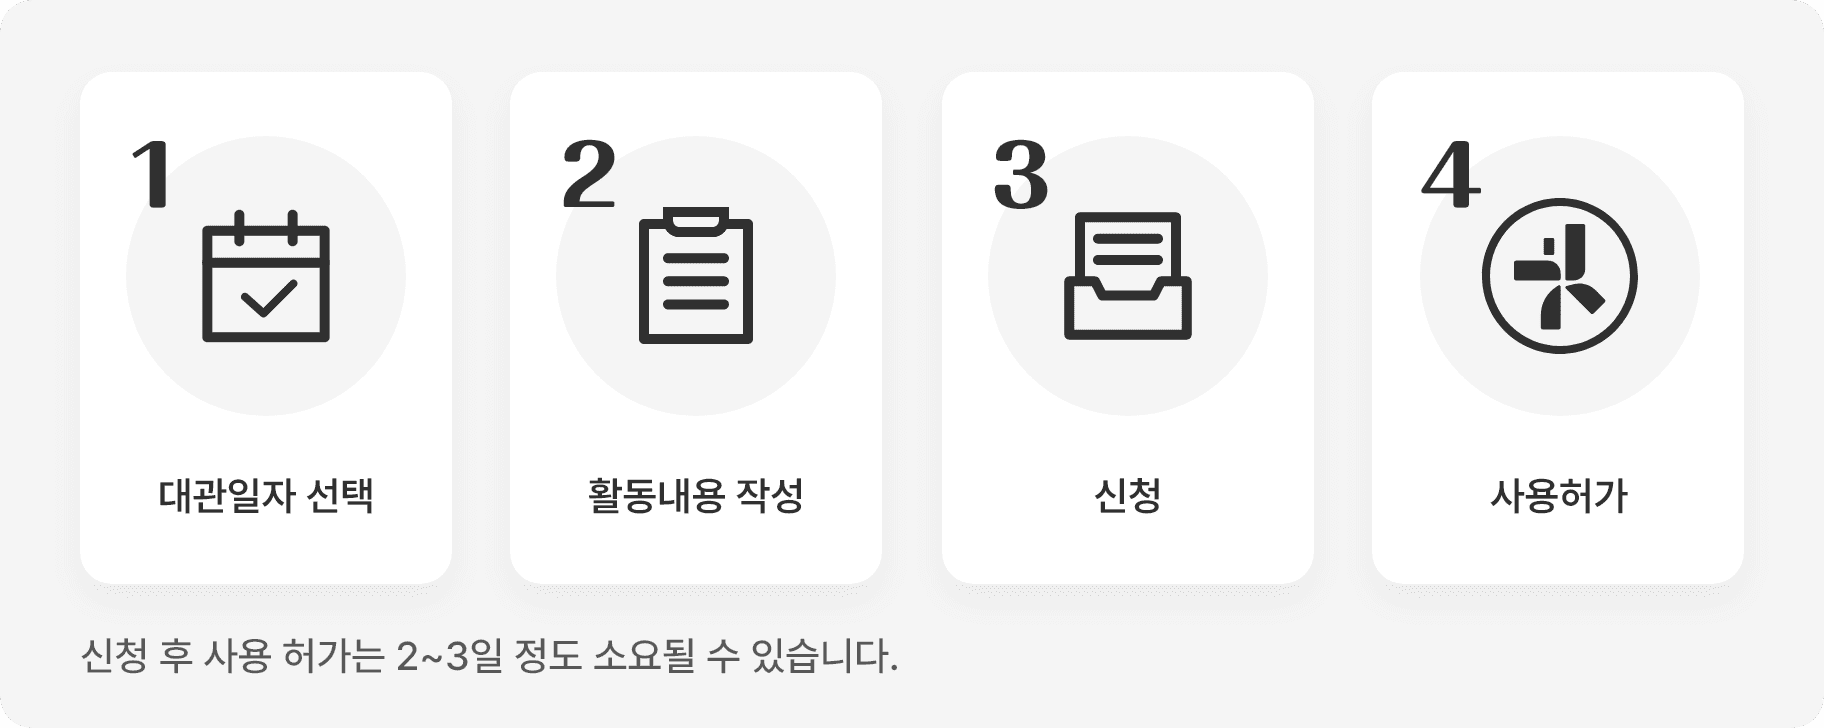 1
대관일자 선택
2
활동내용 작성
3
신청
4
사용허가
신청 후 사용 허가는 2~3일 정도 소요될 수 있습니다.